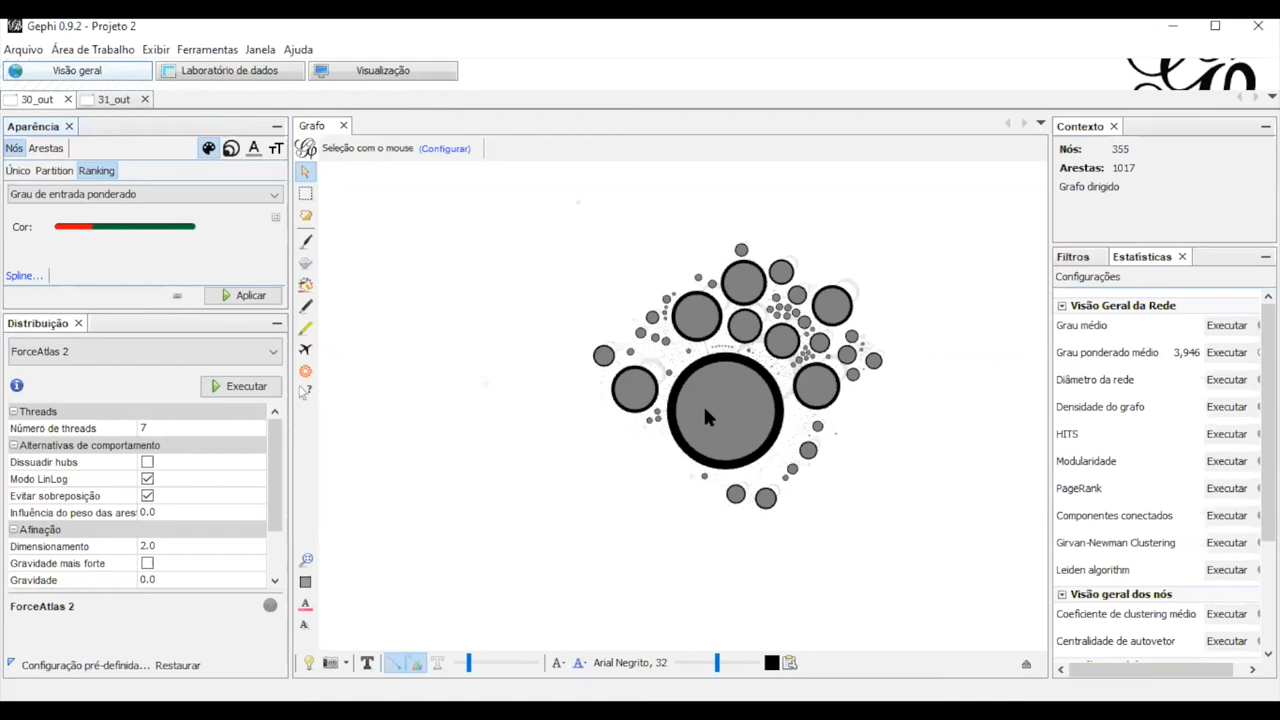 Gephi 0.9.2 - Projeto 2
Arquivo Área de Trabalho Exibir Ferramentas Janela Ajuda
Visão geral Laboratório de dados Visualização
30_out 31_out
Aparência
Nós Arestas
Único Partition Ranking
Grau de entrada ponderado
Cor:
Spline...
Aplicar
Distribuição
ForceAtlas 2
Executar
Threads
Número de threads 7
Alternativas de comportamento
Dissuadir hubs
Modo LinLog
Evitar sobreposição
Influência do peso das ares 0.0
Afinação
Dimensionamento 2.0
Gravidade mais forte
Gravidade 0.0
ForceAtlas 2
Configuração pré-definida... Restaurar
Grafo
Seleção com o mouse (Configurar)
Arial Negrito, 32
Contexto
Nós: 355
Arestas: 1017
Grafo dirigido
Filtros Estatísticas
Configurações
Visão Geral da Rede
Grau médio Executar
Grau ponderado médio 3,946 Executar
Diâmetro da rede Executar
Densidade do grafo Executar
HITS Executar
Modularidade Executar
PageRank Executar
Componentes conectados Executar
Girvan-Newman Clustering Executar
Leiden algorithm Executar
Visão geral dos nós
Coeficiente de clustering médio Executar
Centralidade de autovetor Executar